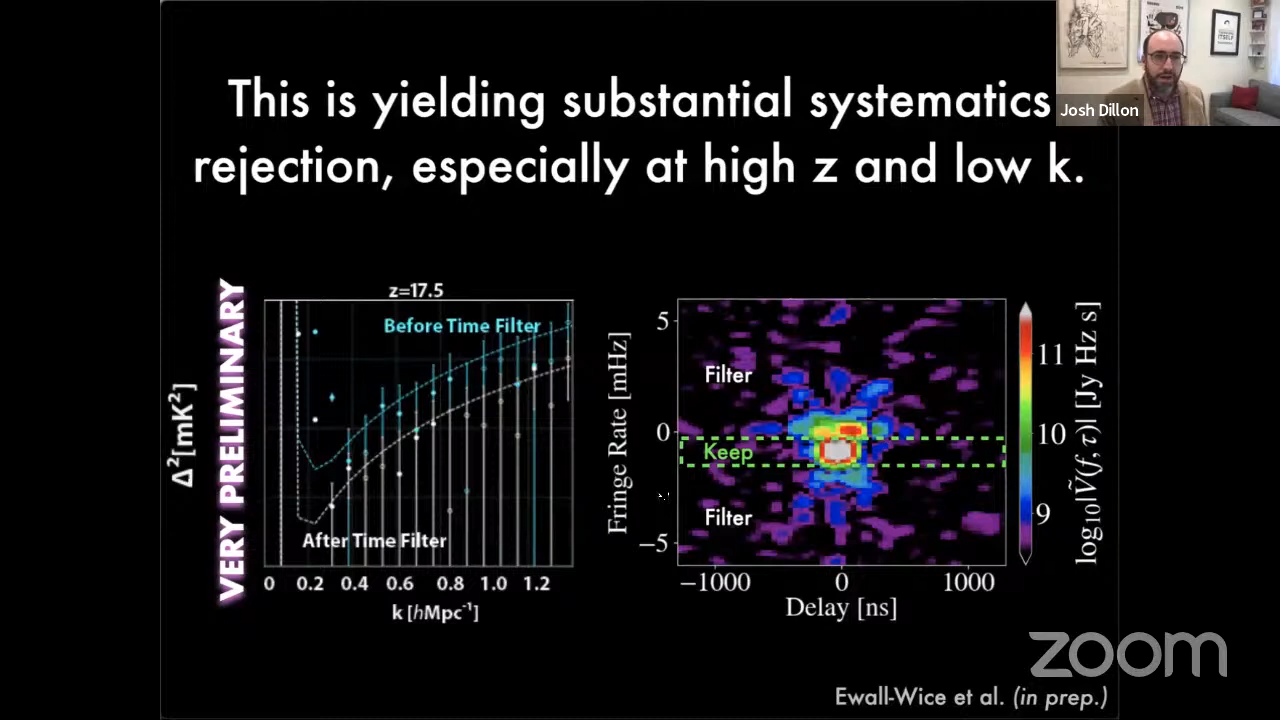 This is yielding substantial systematics
rejection, especially at high z and low k.
Josh Dillon
VERY PRELIMINARY
Δ²[mK²]
z=17.5
Before Time Filter
After Time Filter
0 0.2 0.4 0.6 0.8 1.0 1.2
k [hMpc⁻¹]
Fringe Rate [mHz]
5
0
−5
Filter
Keep
Filter
−1000 0 1000
Delay [ns]
11
10
9
log₁₀|Ṽ(f, τ)| [Jy Hz s]
zoom
Ewall-Wice et al. (in prep.)